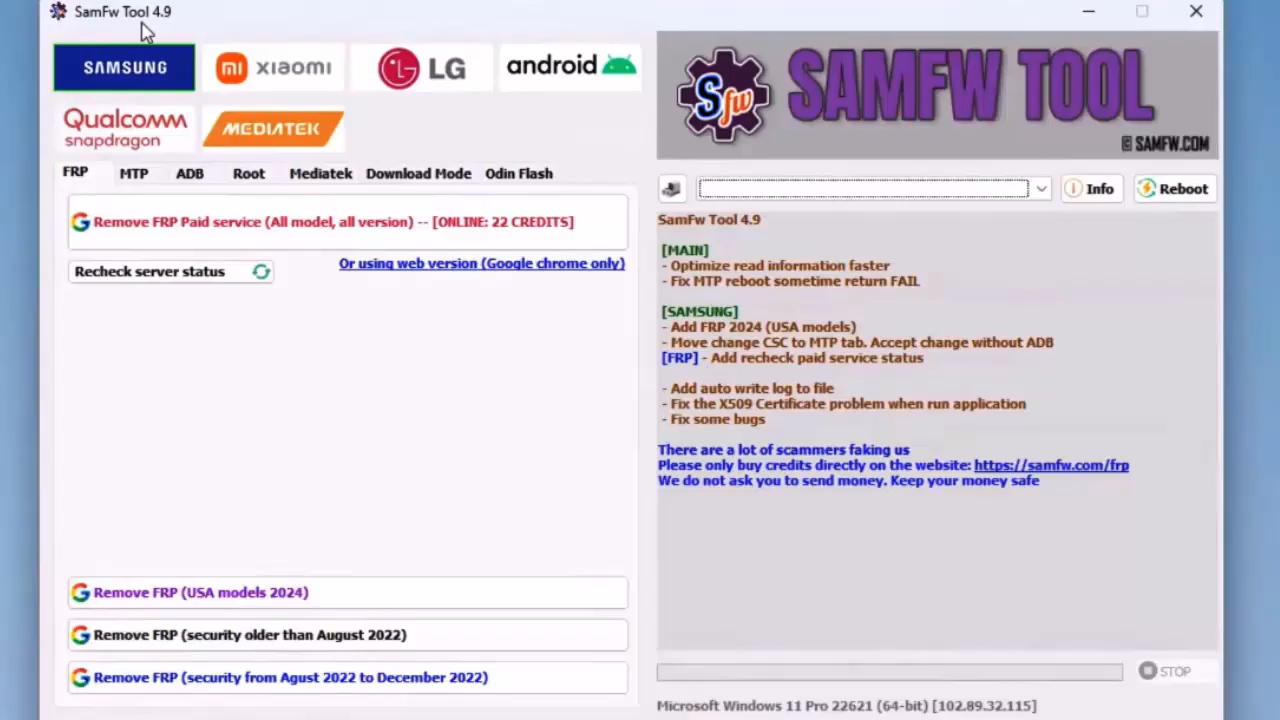 SamFw Tool 4.9
SAMSUNG
mi xiaomi
LG
android
Qualcomm
snapdragon
MEDIATEK
FRP
MTP
ADB
Root
Mediatek
Download Mode
Odin Flash
Remove FRP Paid service (All model, all version) -- [ONLINE: 22 CREDITS]
Recheck server status
Or using web version (Google chrome only)
Remove FRP (USA models 2024)
Remove FRP (security older than August 2022)
Remove FRP (security from Agust 2022 to December 2022)
Sfw
SAMFW TOOL
© SAMFW.COM
Info
Reboot
SamFw Tool 4.9
[MAIN]
- Optimize read information faster
- Fix MTP reboot sometime return FAIL
[SAMSUNG]
- Add FRP 2024 (USA models)
- Move change CSC to MTP tab. Accept change without ADB
[FRP] - Add recheck paid service status
- Add auto write log to file
- Fix the X509 Certificate problem when run application
- Fix some bugs
There are a lot of scammers faking us
Please only buy credits directly on the website: https://samfw.com/frp
We do not ask you to send money. Keep your money safe
STOP
Microsoft Windows 11 Pro 22621 (64-bit) [102.89.32.115]